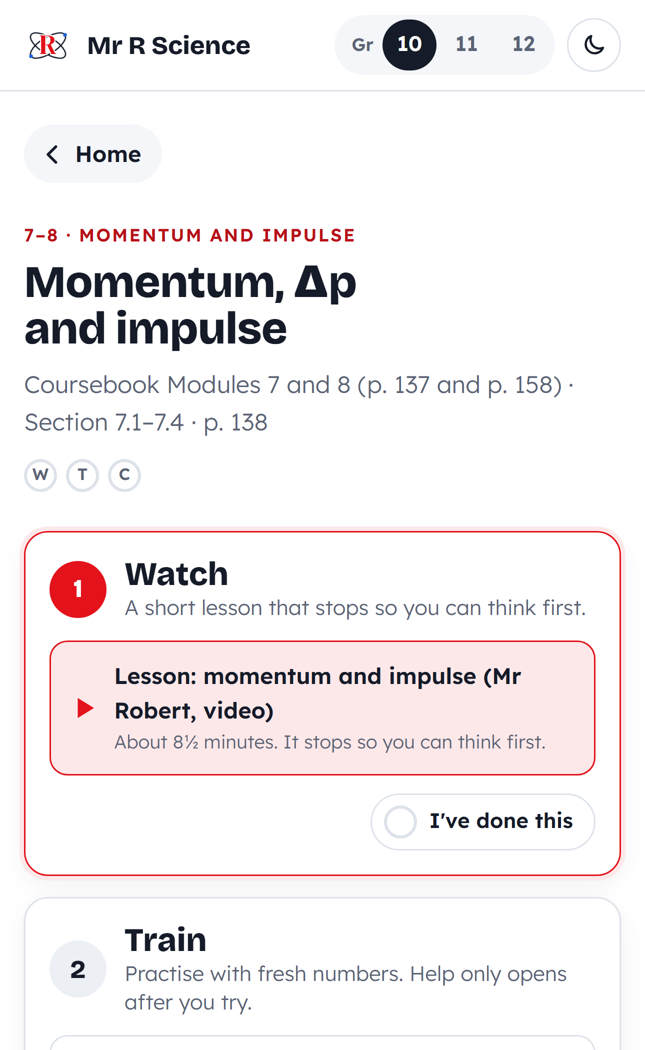 R
Mr R Science
Gr 10 11 12
Home
7–8 · MOMENTUM AND IMPULSE
Momentum, Δp
and impulse
Coursebook Modules 7 and 8 (p. 137 and p. 158) ·
Section 7.1–7.4 · p. 138
W T C
1
Watch
A short lesson that stops so you can think first.
Lesson: momentum and impulse (Mr
Robert, video)
About 8½ minutes. It stops so you can think first.
I've done this
2
Train
Practise with fresh numbers. Help only opens
after you try.